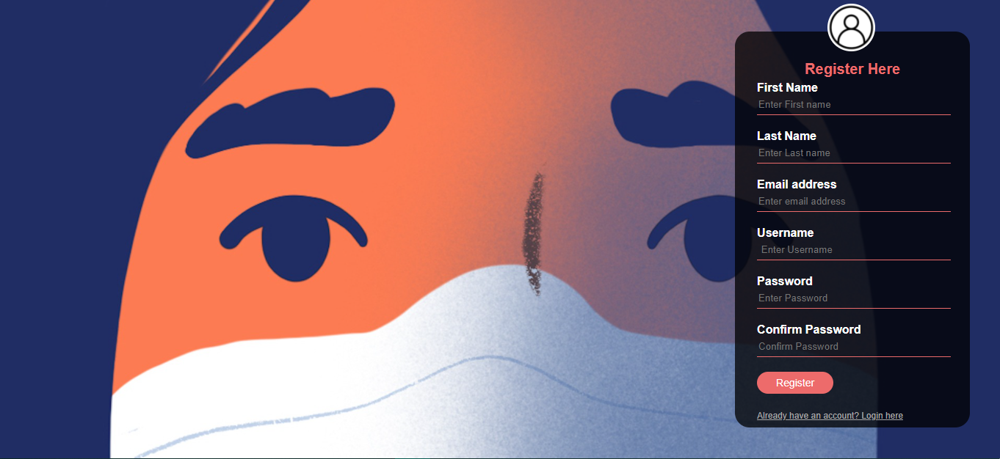 Register Here
First Name
Enter First name
Last Name
Enter Last name
Email address
Enter email address
Username
Enter Username
Password
Enter Password
Confirm Password
Confirm Password
Register
Already have an account? Login here